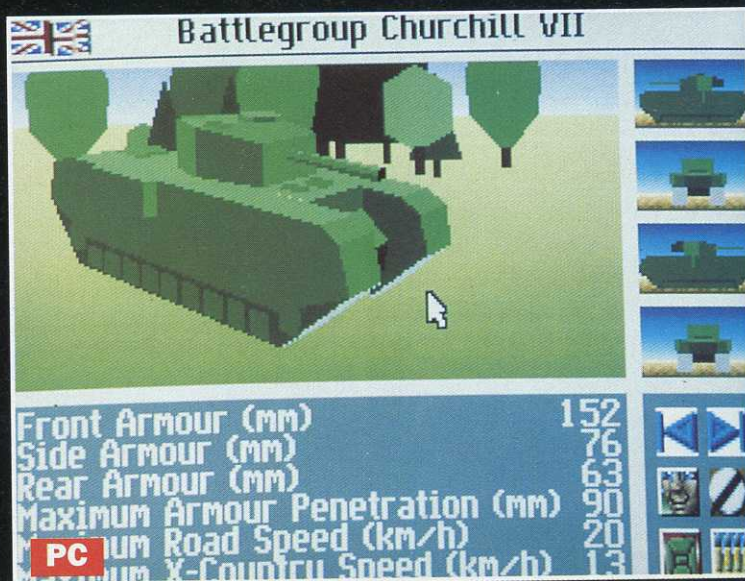 Battlegroup Churchill VII
Front Armour (mm) 152
Side Armour (mm) 76
Rear Armour (mm) 63
Maximum Armour Penetration (mm) 90
Maximum Road Speed (km/h) 20
Maximum X-Country Speed (km/h) 13
PC